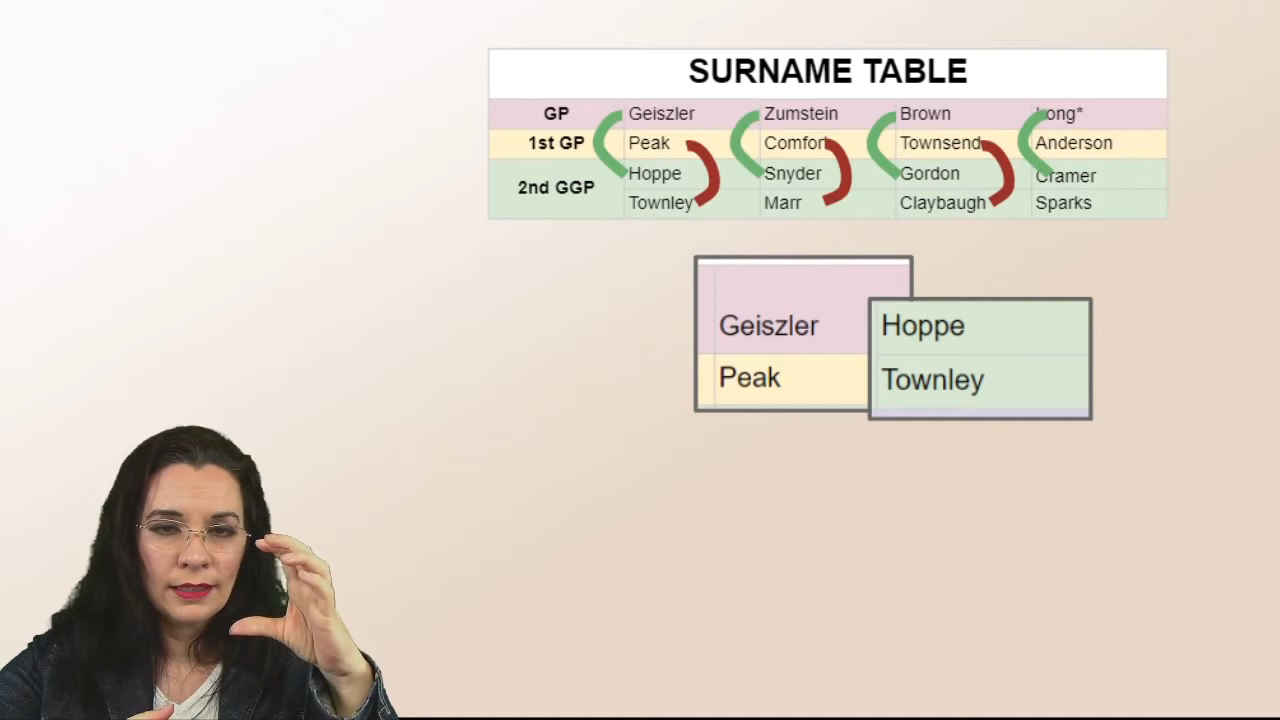 SURNAME TABLE
GP Geiszler Zumstein Brown Long*
1st GP Peak Comfort Townsend Anderson
2nd GGP Hoppe Snyder Gordon Cramer
Townley Marr Claybaugh Sparks
Geiszler Hoppe
Peak Townley